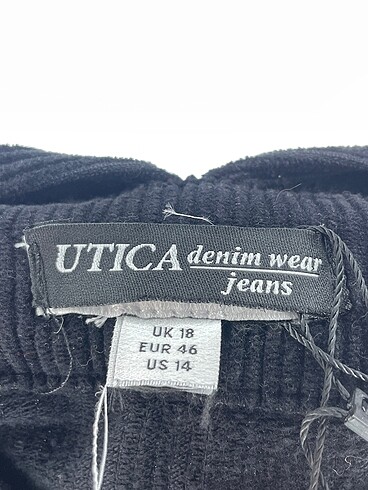 UTICA denim wear
jeans
UK 18
EUR 46
US 14